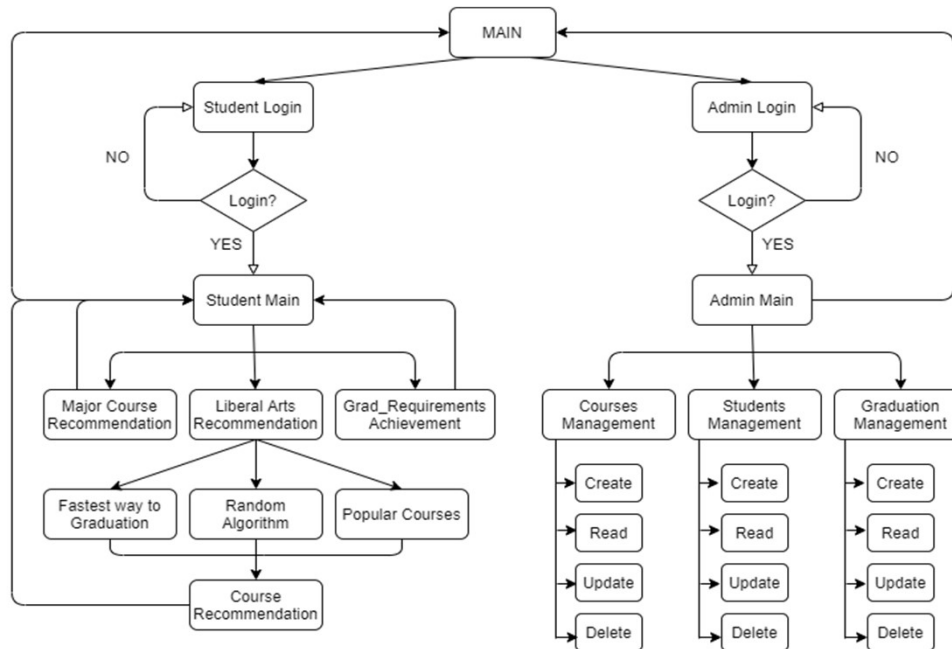 MAIN
Student Login
Admin Login
NO
NO
Login?
Login?
YES
YES
Student Main
Admin Main
Major Course
Recommendation
Liberal Arts
Recommendation
Grad_Requirements
Achievement
Courses
Management
Students
Management
Graduation
Management
Fastest way to
Graduation
Random
Algorithm
Popular Courses
Course
Recommendation
Create
Create
Create
Read
Read
Read
Update
Update
Update
Delete
Delete
Delete